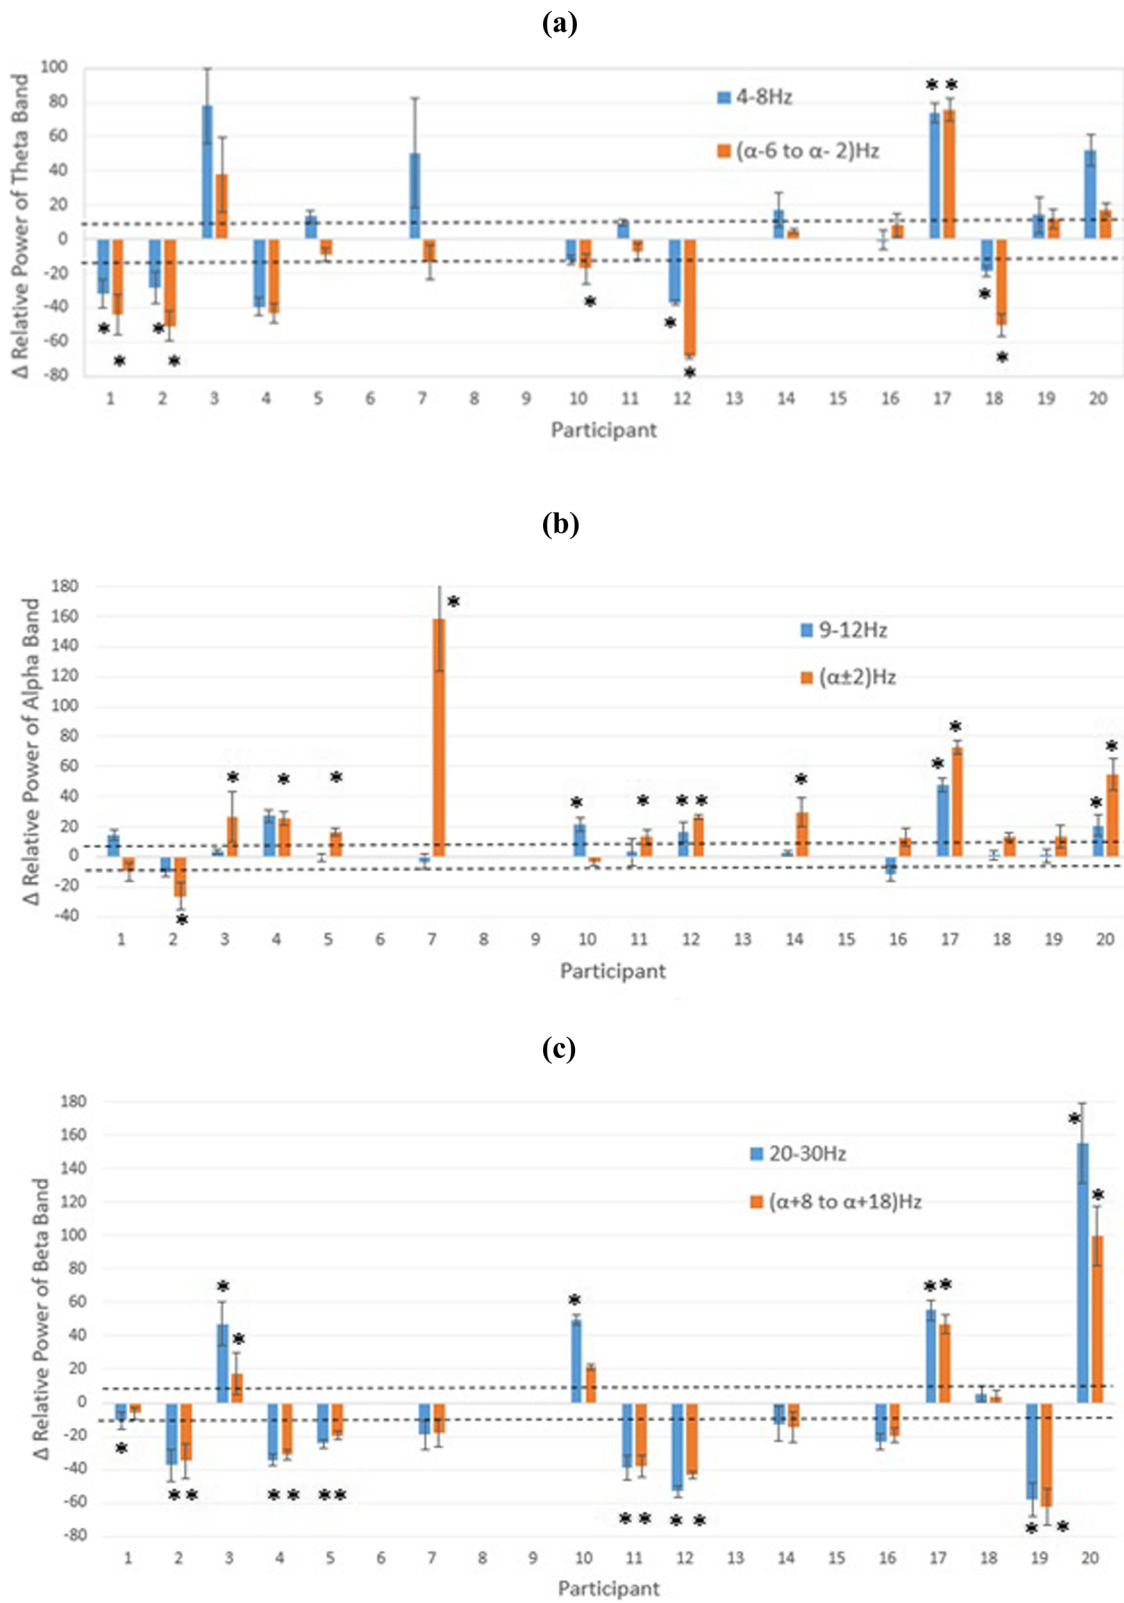 (a)
Δ Relative Power of Theta Band
100
80
60
40
20
0
-20
-40
-60
-80
4-8Hz
(α-6 to α- 2)Hz
* *
*
*
*
*
*
*
*
*
*
1 2 3 4 5 6 7 8 9 10 11 12 13 14 15 16 17 18 19 20
Participant
(b)
Δ Relative Power of Alpha Band
180
160
140
120
100
80
60
40
20
0
-20
-40
9-12Hz
(α±2)Hz
*
*
*
*
* * *
*
* * * *
*
*
*
1 2 3 4 5 6 7 8 9 10 11 12 13 14 15 16 17 18 19 20
Participant
(c)
Δ Relative Power of Beta Band
180
160
140
120
100
80
60
40
20
0
-20
-40
-60
-80
20-30Hz
(α+8 to α+18)Hz
*
*
* * *
*
*
*
* * * * * *
* * * *
* *
1 2 3 4 5 6 7 8 9 10 11 12 13 14 15 16 17 18 19 20
Participant